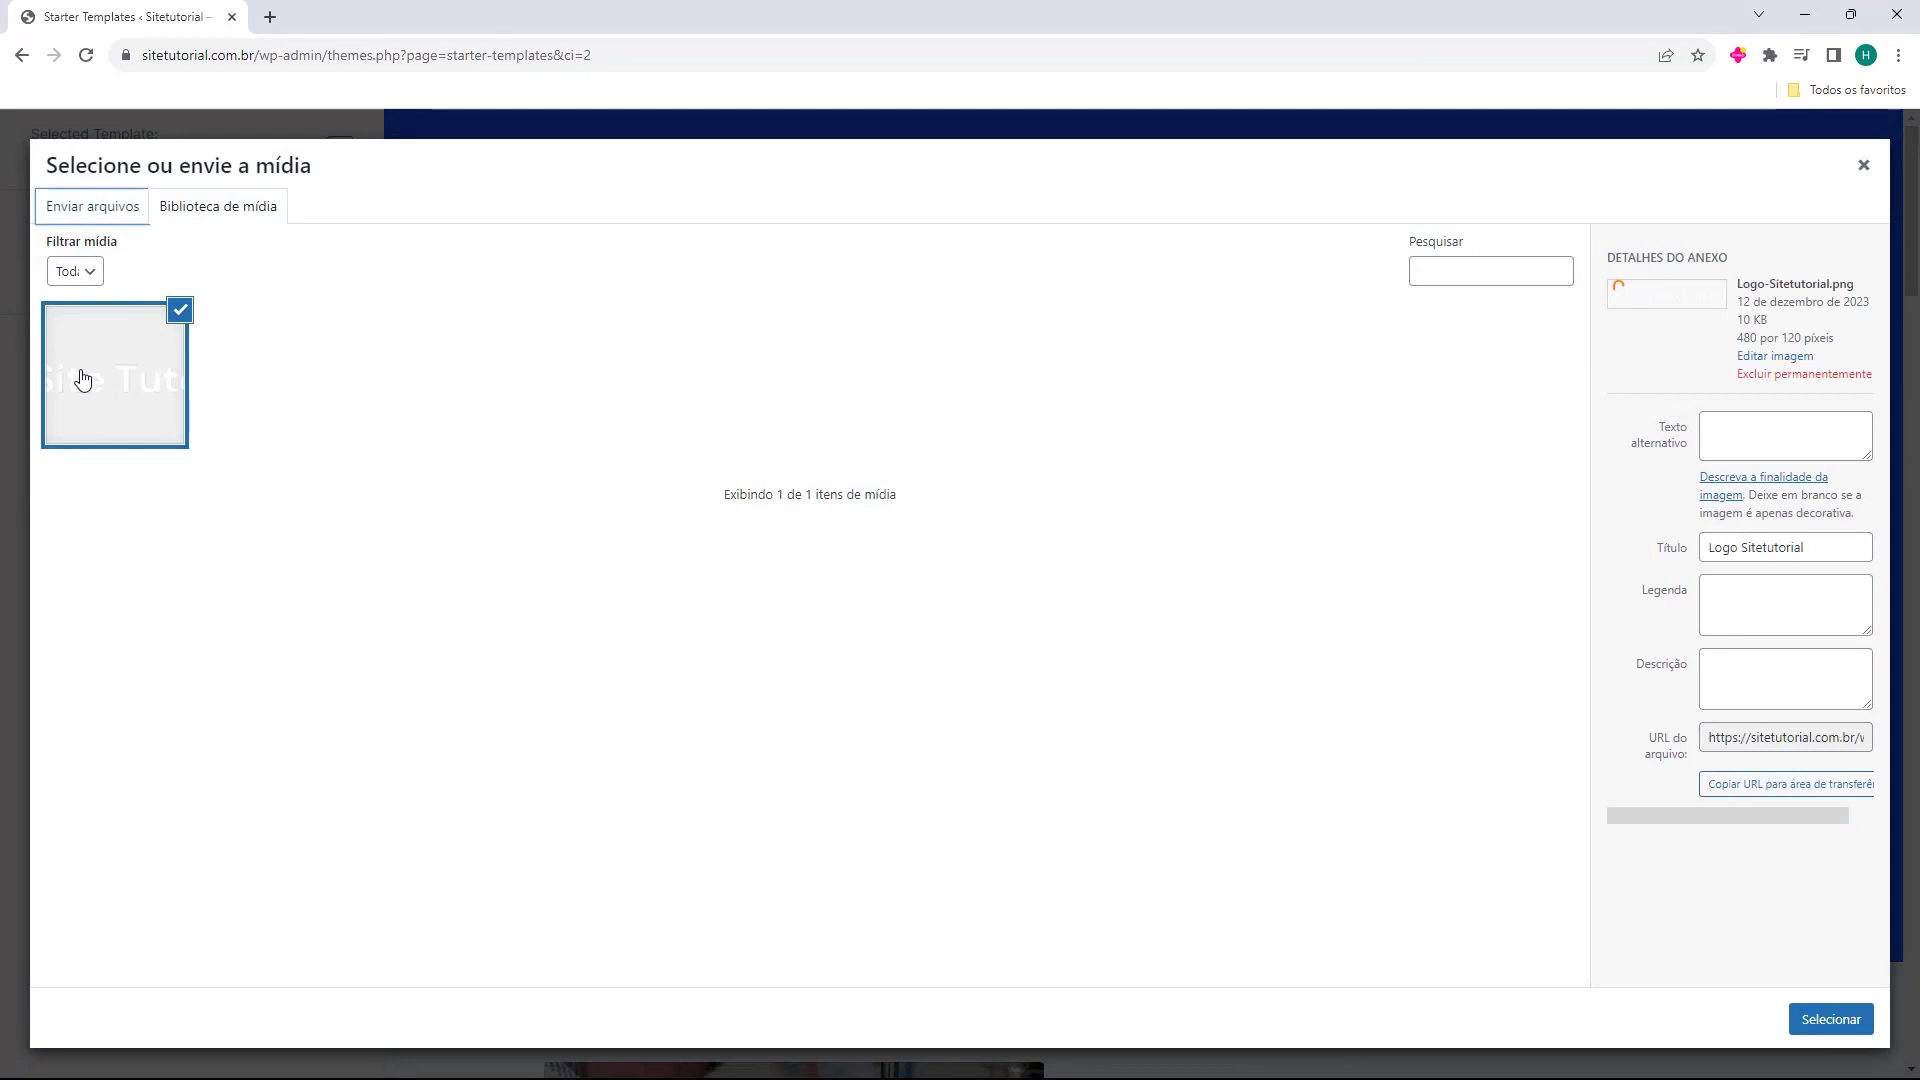 Starter Templates ‹ Sitetutorial –
sitetutorial.com.br/wp-admin/themes.php?page=starter-templates&ci=2
H
Todos os favoritos
Selected Template:
Selecione ou envie a mídia
Enviar arquivos
Biblioteca de mídia
Filtrar mídia
Pesquisar
Toda
DETALHES DO ANEXO
Logo-Sitetutorial.png
12 de dezembro de 2023
10 KB
480 por 120 píxeis
Editar imagem
Excluir permanentemente
Site Tuto
Texto
alternativo
Descreva a finalidade da
imagem. Deixe em branco se a
imagem é apenas decorativa.
Exibindo 1 de 1 itens de mídia
Título
Logo Sitetutorial
Legenda
Descrição
URL do
arquivo:
https://sitetutorial.com.br/v
Copiar URL para área de transferên
Selecionar